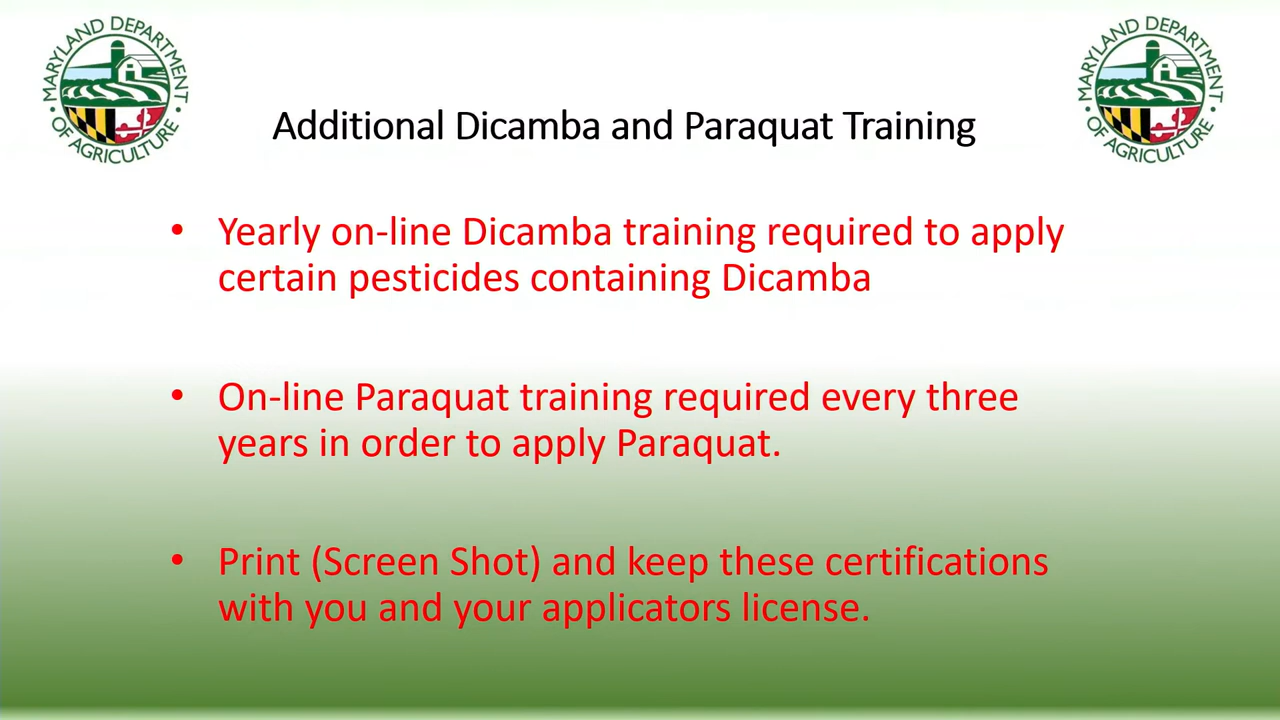 MARYLAND DEPARTMENT
OF AGRICULTURE
MARYLAND DEPARTMENT
OF AGRICULTURE
Additional Dicamba and Paraquat Training
• Yearly on-line Dicamba training required to apply
certain pesticides containing Dicamba
• On-line Paraquat training required every three
years in order to apply Paraquat.
• Print (Screen Shot) and keep these certifications
with you and your applicators license.